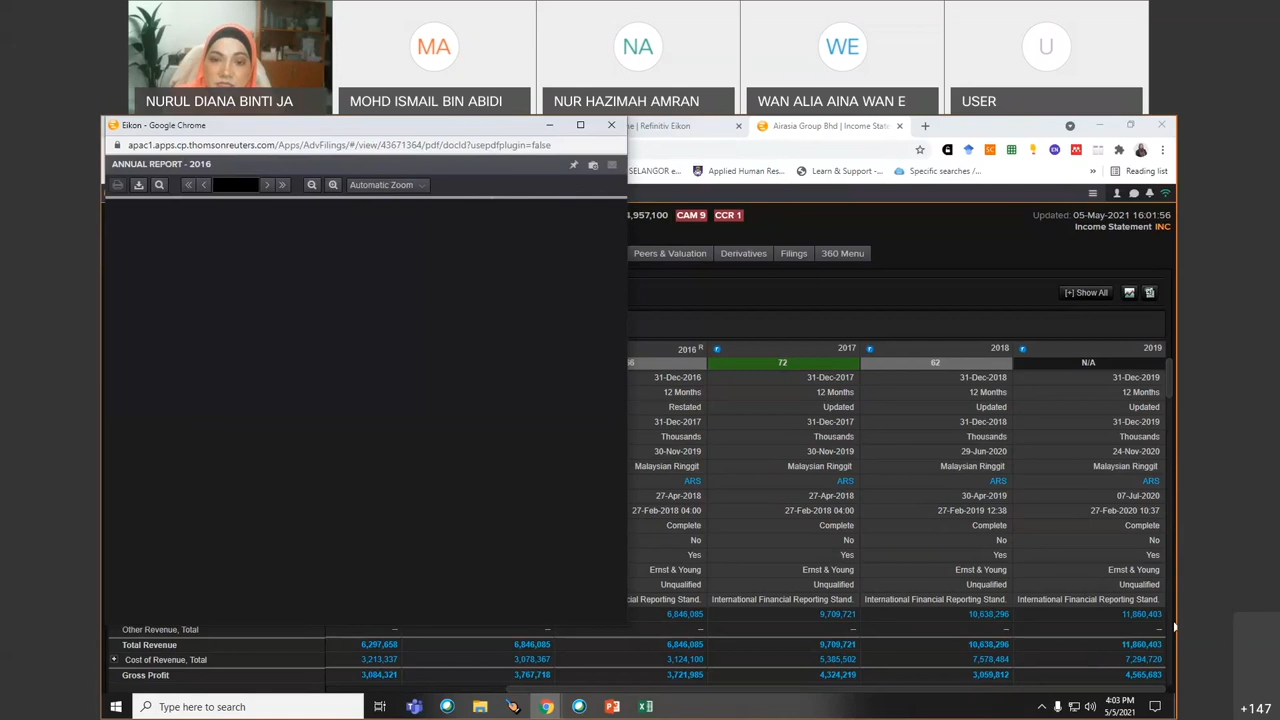 MA
NA
WE
U
NURUL DIANA BINTI JA
MOHD ISMAIL BIN ABIDI
NUR HAZIMAH AMRAN
WAN ALIA AINA WAN E
USER
Eikon - Google Chrome
e | Refinitiv Eikon
Airasia Group Bhd | Income State
apac1.apps.cp.thomsonreuters.com/Apps/AdvFilings/#/view/43671364/pdf/docId?usepdfplugin=false
ANNUAL REPORT - 2016
SELANGOR e...
Applied Human Res...
Learn & Support -...
Specific searches /...
Reading list
Automatic Zoom
4,957,100 CAM 9 CCR 1
Updated: 05-May-2021 16:01:56
Income Statement INC
Peers & Valuation
Derivatives
Filings
360 Menu
[+] Show All
2016 R 2017 2018 2019
72 62 N/A
31-Dec-2016 31-Dec-2017 31-Dec-2018 31-Dec-2019
12 Months 12 Months 12 Months 12 Months
Restated Updated Updated Updated
31-Dec-2017 31-Dec-2017 31-Dec-2018 31-Dec-2019
Thousands Thousands Thousands Thousands
30-Nov-2019 30-Nov-2019 29-Jun-2020 24-Nov-2020
Malaysian Ringgit Malaysian Ringgit Malaysian Ringgit Malaysian Ringgit
ARS ARS ARS ARS
27-Apr-2018 27-Apr-2018 30-Apr-2019 07-Jul-2020
27-Feb-2018 04:00 27-Feb-2018 04:00 27-Feb-2019 12:38 27-Feb-2020 10:37
Complete Complete Complete Complete
No No No No
Yes Yes Yes Yes
Ernst & Young Ernst & Young Ernst & Young Ernst & Young
Unqualified Unqualified Unqualified Unqualified
cial Reporting Stand. International Financial Reporting Stand. International Financial Reporting Stand. International Financial Reporting Stand.
6,846,085 9,709,721 10,638,296 11,860,403
Other Revenue, Total – – – – – –
Total Revenue 6,297,658 6,846,085 6,846,085 9,709,721 10,638,296 11,860,403
Cost of Revenue, Total 3,213,337 3,078,367 3,124,100 5,385,502 7,578,484 7,294,720
Gross Profit 3,084,321 3,767,718 3,721,985 4,324,219 3,059,812 4,565,683
Type here to search
4:03 PM
5/5/2021
+147